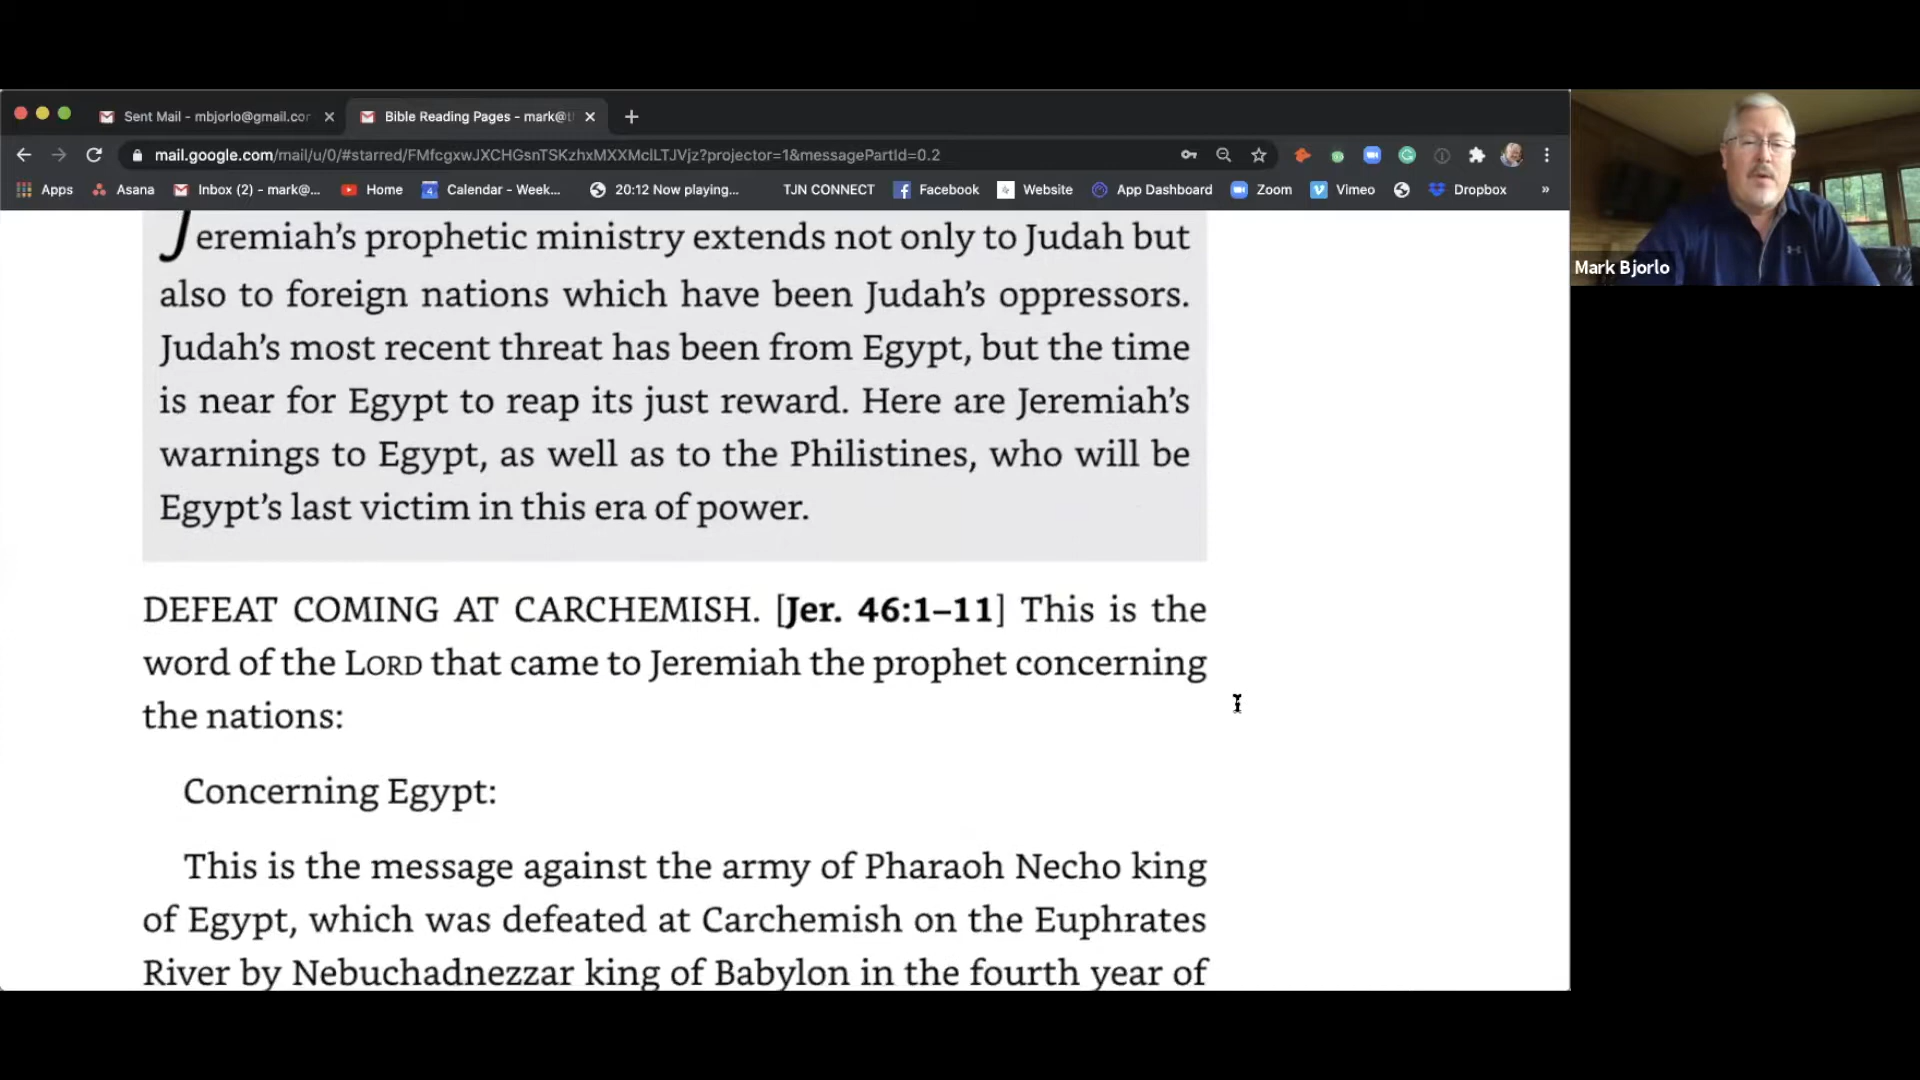 Sent Mail - mbjorlo@gmail.cor
Bible Reading Pages - mark@t
mail.google.com/mail/u/0/#starred/FMfcgxwJXCHGsnTSKzhxMXXMclLTJVjz?projector=1&messagePartId=0.2
Apps Asana Inbox (2) - mark@... Home 4 Calendar - Week... 20:12 Now playing... TJN CONNECT Facebook Website App Dashboard Zoom Vimeo Dropbox »
Jeremiah’s prophetic ministry extends not only to Judah but
also to foreign nations which have been Judah’s oppressors.
Judah’s most recent threat has been from Egypt, but the time
is near for Egypt to reap its just reward. Here are Jeremiah’s
warnings to Egypt, as well as to the Philistines, who will be
Egypt’s last victim in this era of power.
DEFEAT COMING AT CARCHEMISH. [Jer. 46:1–11] This is the
word of the LORD that came to Jeremiah the prophet concerning
the nations:
Concerning Egypt:
This is the message against the army of Pharaoh Necho king
of Egypt, which was defeated at Carchemish on the Euphrates
River by Nebuchadnezzar king of Babylon in the fourth year of
Mark Bjorlo